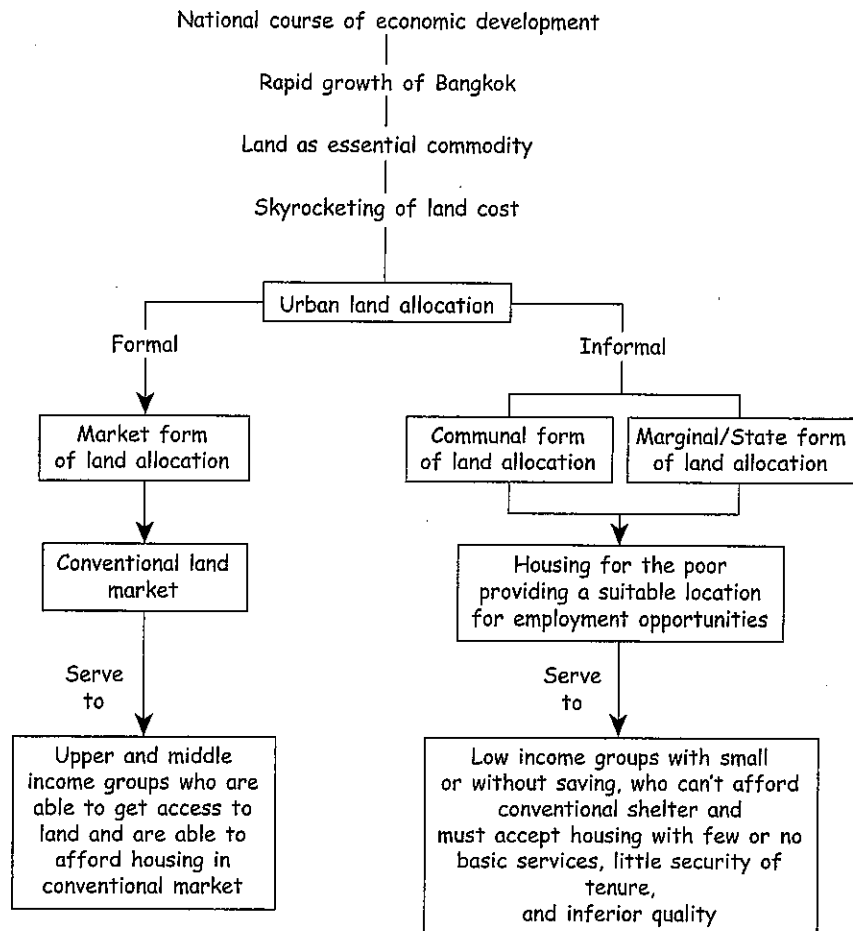 National course of economic development
Rapid growth of Bangkok
Land as essential commodity
Skyrocketing of land cost
Urban land allocation
Formal
Informal
Market form
of land allocation
Communal form
of land allocation
Marginal/State form
of land allocation
Conventional land
market
Housing for the poor
providing a suitable location
for employment opportunities
Serve
to
Serve
to
Upper and middle
income groups who are
able to get access to
land and are able to
afford housing in
conventional market
Low income groups with small
or without saving, who can't afford
conventional shelter and
must accept housing with few or no
basic services, little security of
tenure,
and inferior quality